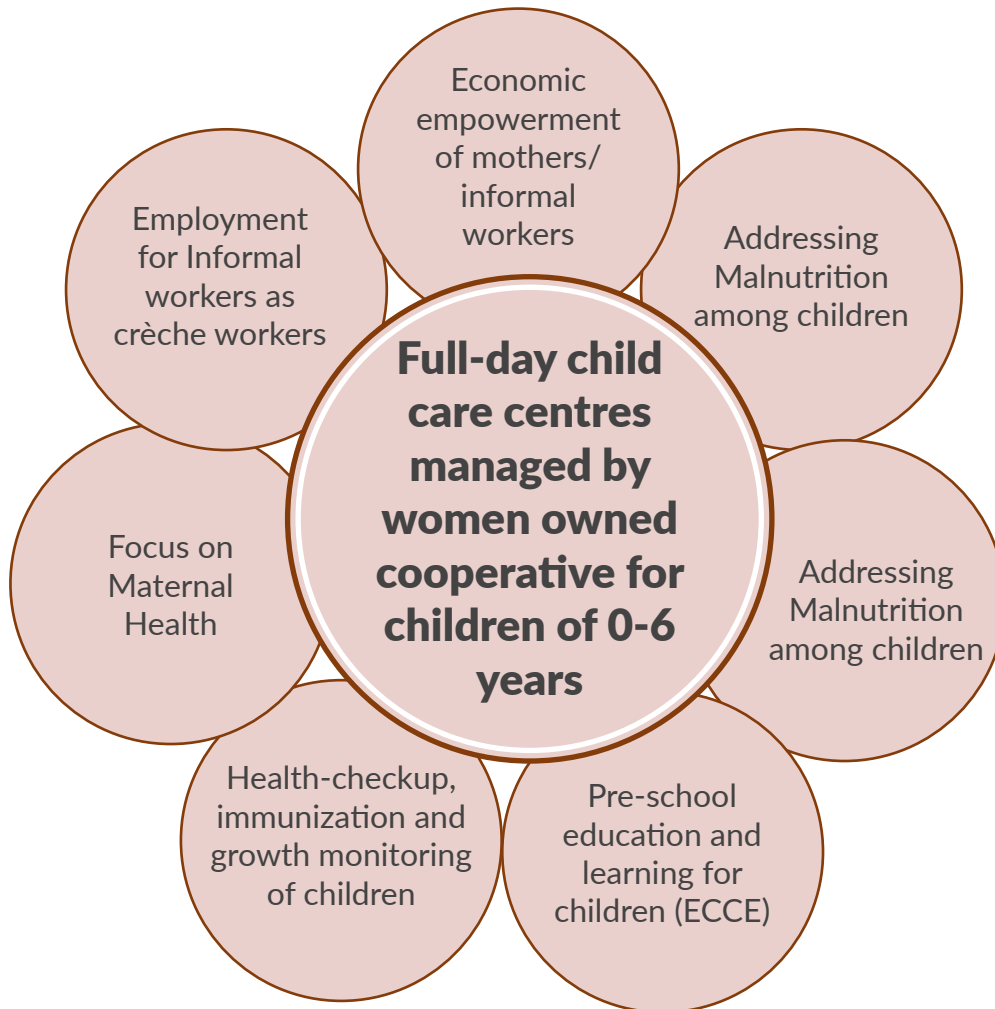 Economic
empowerment
of mothers/
informal
workers
Addressing
Malnutrition
among children
Addressing
Malnutrition
among children
Pre-school
education and
learning for
children (ECCE)
Health-checkup,
immunization and
growth monitoring
of children
Focus on
Maternal
Health
Employment
for Informal
workers as
crèche workers
Full-day child
care centres
managed by
women owned
cooperative for
children of 0-6
years